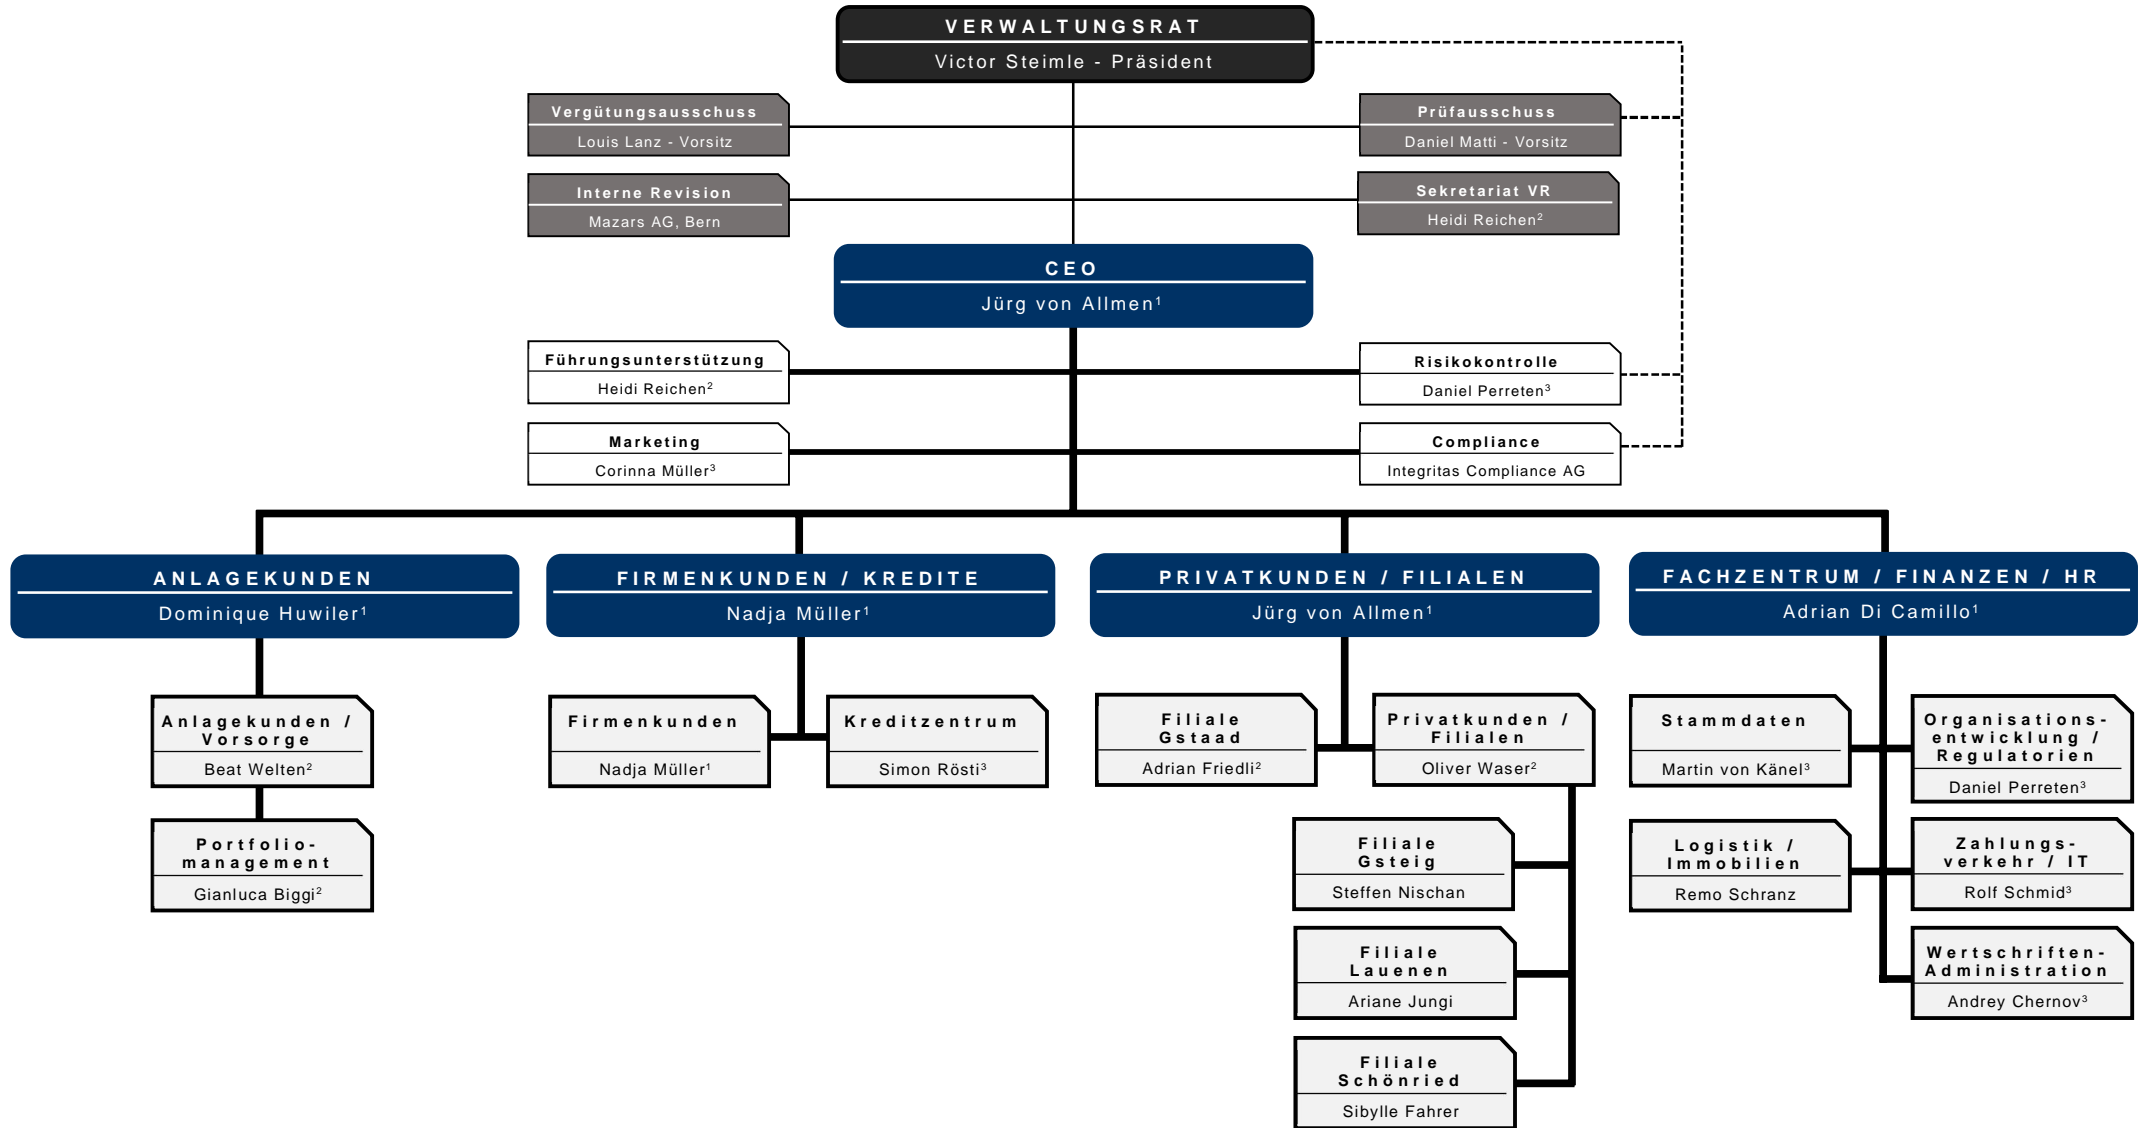 VERWALTUNGSRAT
Victor Steimle - Präsident
Vergütungsausschuss
Louis Lanz - Vorsitz
Prüfausschuss
Daniel Matti - Vorsitz
Interne Revision
Mazars AG, Bern
Sekretariat VR
Heidi Reichen²
CEO
Jürg von Allmen¹
Führungsunterstützung
Heidi Reichen²
Risikokontrolle
Daniel Perreten³
Marketing
Corinna Müller³
Compliance
Integritas Compliance AG
ANLAGEKUNDEN
Dominique Huwiler¹
FIRMENKUNDEN / KREDITE
Nadja Müller¹
PRIVATKUNDEN / FILIALEN
Jürg von Allmen¹
FACHZENTRUM / FINANZEN / HR
Adrian Di Camillo¹
Anlagekunden /
Vorsorge
Beat Welten²
Portfolio-
management
Gianluca Biggi²
Firmenkunden
Nadja Müller¹
Kreditzentrum
Simon Rösti³
Filiale
Gstaad
Adrian Friedli²
Privatkunden /
Filialen
Oliver Waser²
Filiale
Gsteig
Steffen Nischan
Filiale
Lauenen
Ariane Jungi
Filiale
Schönried
Sibylle Fahrer
Stammdaten
Martin von Känel³
Organisations-
entwicklung /
Regulatorien
Daniel Perreten³
Logistik /
Immobilien
Remo Schranz
Zahlungs-
verkehr / IT
Rolf Schmid³
Wertschriften-
Administration
Andrey Chernov³